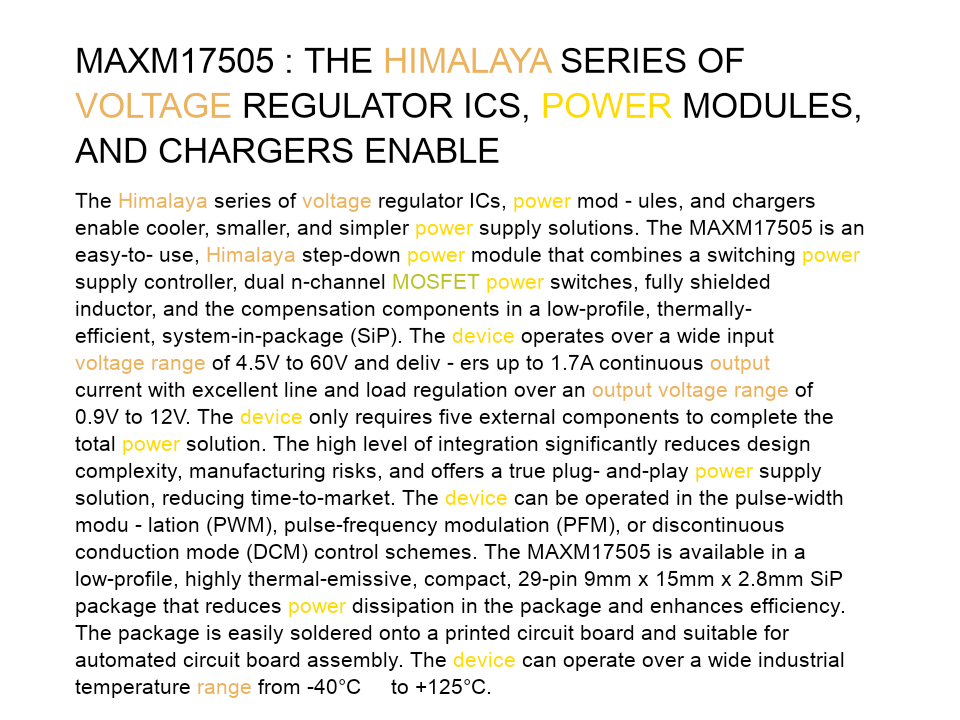 MAXM17505 : THE HIMALAYA SERIES OF
VOLTAGE REGULATOR ICS, POWER MODULES,
AND CHARGERS ENABLE
The Himalaya series of voltage regulator ICs, power mod - ules, and chargers
enable cooler, smaller, and simpler power supply solutions. The MAXM17505 is an
easy-to- use, Himalaya step-down power module that combines a switching power
supply controller, dual n-channel MOSFET power switches, fully shielded
inductor, and the compensation components in a low-profile, thermally-
efficient, system-in-package (SiP). The device operates over a wide input
voltage range of 4.5V to 60V and deliv - ers up to 1.7A continuous output
current with excellent line and load regulation over an output voltage range of
0.9V to 12V. The device only requires five external components to complete the
total power solution. The high level of integration significantly reduces design
complexity, manufacturing risks, and offers a true plug- and-play power supply
solution, reducing time-to-market. The device can be operated in the pulse-width
modu - lation (PWM), pulse-frequency modulation (PFM), or discontinuous
conduction mode (DCM) control schemes. The MAXM17505 is available in a
low-profile, highly thermal-emissive, compact, 29-pin 9mm x 15mm x 2.8mm SiP
package that reduces power dissipation in the package and enhances efficiency.
The package is easily soldered onto a printed circuit board and suitable for
automated circuit board assembly. The device can operate over a wide industrial
temperature range from -40°C to +125°C.